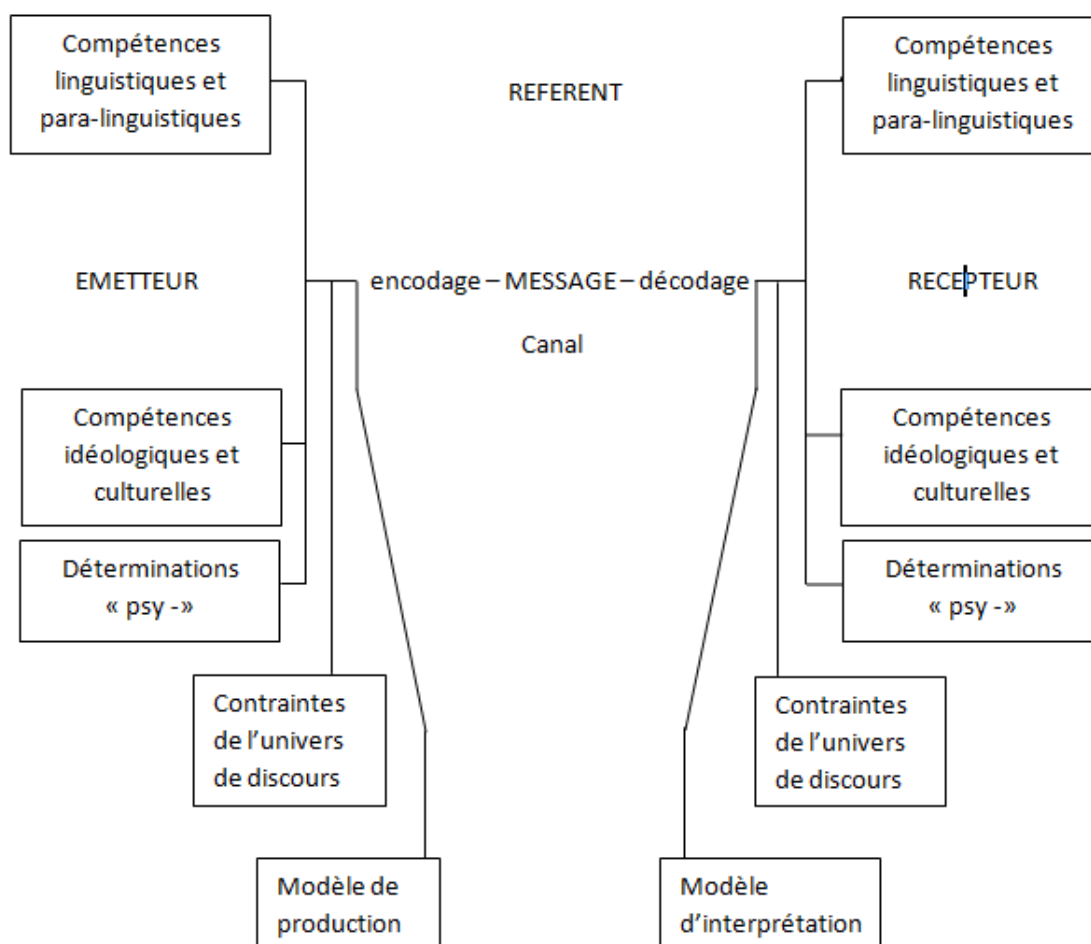 Compétences
linguistiques et
para-linguistiques
REFERENT
Compétences
linguistiques et
para-linguistiques
EMETTEUR
encodage – MESSAGE – décodage
RECEPTEUR
Canal
Compétences
idéologiques et
culturelles
Compétences
idéologiques et
culturelles
Déterminations
« psy -»
Déterminations
« psy -»
Contraintes
de l’univers
de discours
Contraintes
de l’univers
de discours
Modèle de
production
Modèle
d’interprétation